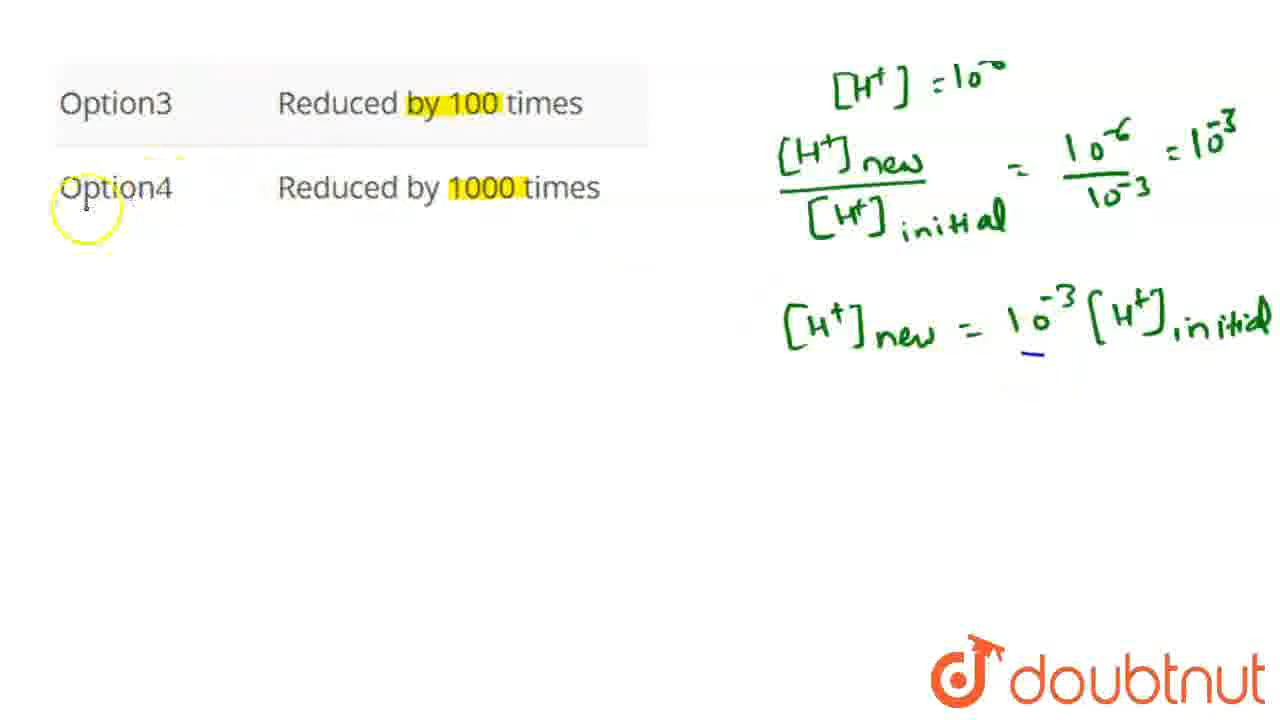 Option3 Reduced by 100 times
Option4 Reduced by 1000 times
[H⁺] = 10
[H⁺]new / [H⁺]initial = 10⁻⁶ / 10⁻³ = 10⁻³
[H⁺]new = 10⁻³ [H⁺]initial
doubtnut